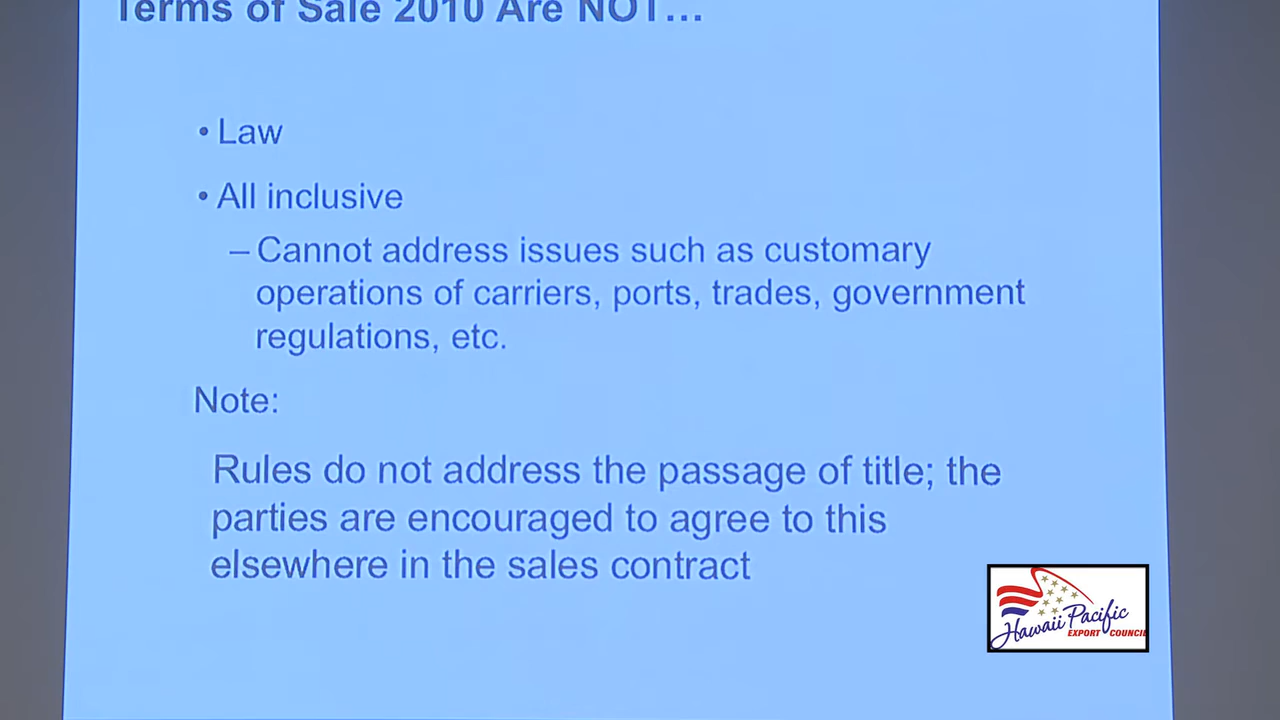 Terms of Sale 2010 Are NOT...
• Law
• All inclusive
– Cannot address issues such as customary
operations of carriers, ports, trades, government
regulations, etc.
Note:
Rules do not address the passage of title; the
parties are encouraged to agree to this
elsewhere in the sales contract
Hawaii Pacific
EXPORT COUNCIL